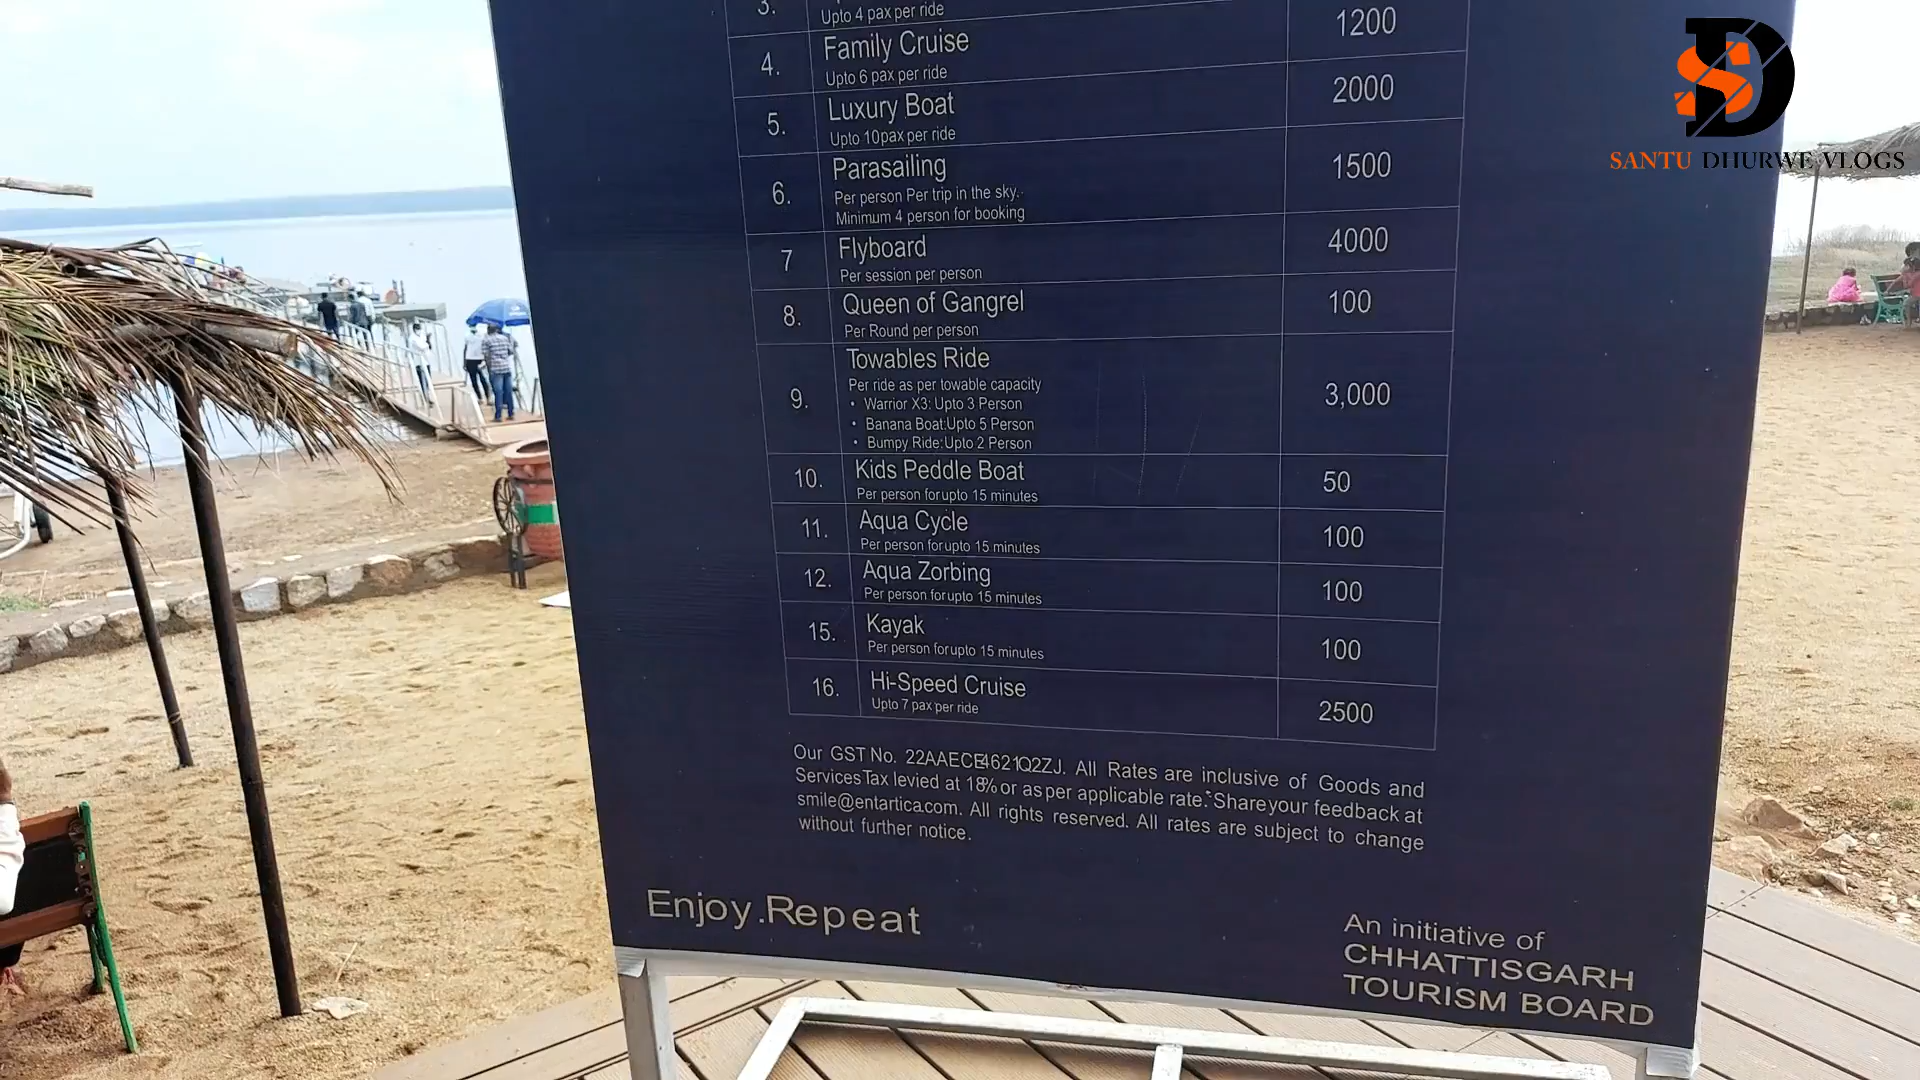 3.
Upto 4 pax per ride
1200
4. Family Cruise
Upto 6 pax per ride
2000
5. Luxury Boat
Upto 10pax per ride
6. Parasailing 1500
Per person Per trip in the sky.
Minimum 4 person for booking
7 Flyboard 4000
Per session per person
8. Queen of Gangrel 100
Per Round per person
Towables Ride
Per ride as per towable capacity
9. • Warrior X3: Upto 3 Person 3,000
• Banana Boat:Upto 5 Person
• Bumpy Ride:Upto 2 Person
10. Kids Peddle Boat 50
Per person forupto 15 minutes
11. Aqua Cycle 100
Per person forupto 15 minutes
12. Aqua Zorbing 100
Per person forupto 15 minutes
15. Kayak 100
Per person forupto 15 minutes
16. Hi-Speed Cruise 2500
Upto 7 pax per ride
Our GST No. 22AAECE4621Q2ZJ. All Rates are inclusive of Goods and
Services Tax levied at 18% or as per applicable rate. Share your feedback at
smile@entartica.com. All rights reserved. All rates are subject to change
without further notice.
Enjoy.Repeat
An initiative of
CHHATTISGARH
TOURISM BOARD
SD
SANTU DHURWE VLOGS